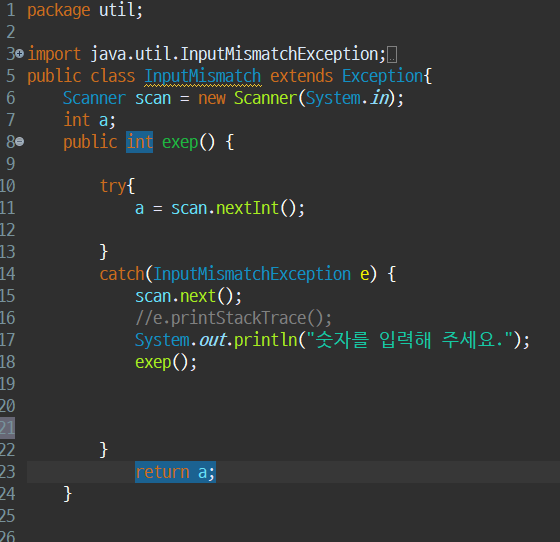 1 package util;
2
3 import java.util.InputMismatchException;
5 public class InputMismatch extends Exception{
6 Scanner scan = new Scanner(System.in);
7 int a;
8 public int exep() {
9
10 try{
11 a = scan.nextInt();
12
13 }
14 catch(InputMismatchException e) {
15 scan.next();
16 //e.printStackTrace();
17 System.out.println("숫자를 입력해 주세요.");
18 exep();
19
20
21
22 }
23 return a;
24 }
25
26